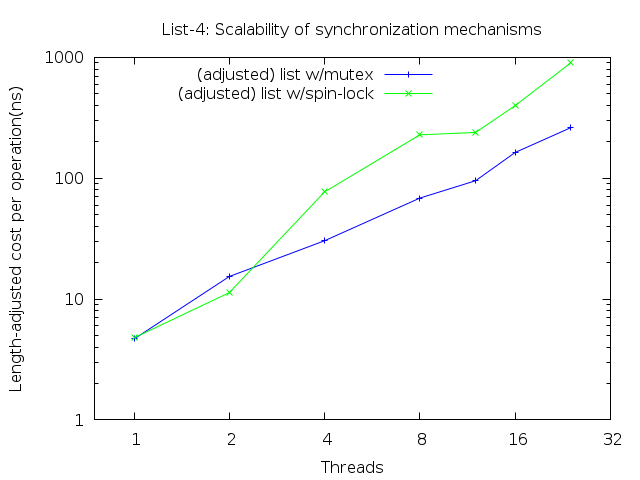 List-4: Scalability of synchronization mechanisms
(adjusted) list w/mutex
(adjusted) list w/spin-lock
Length-adjusted cost per operation(ns)
1000
100
10
1
1 2 4 8 16 32
Threads